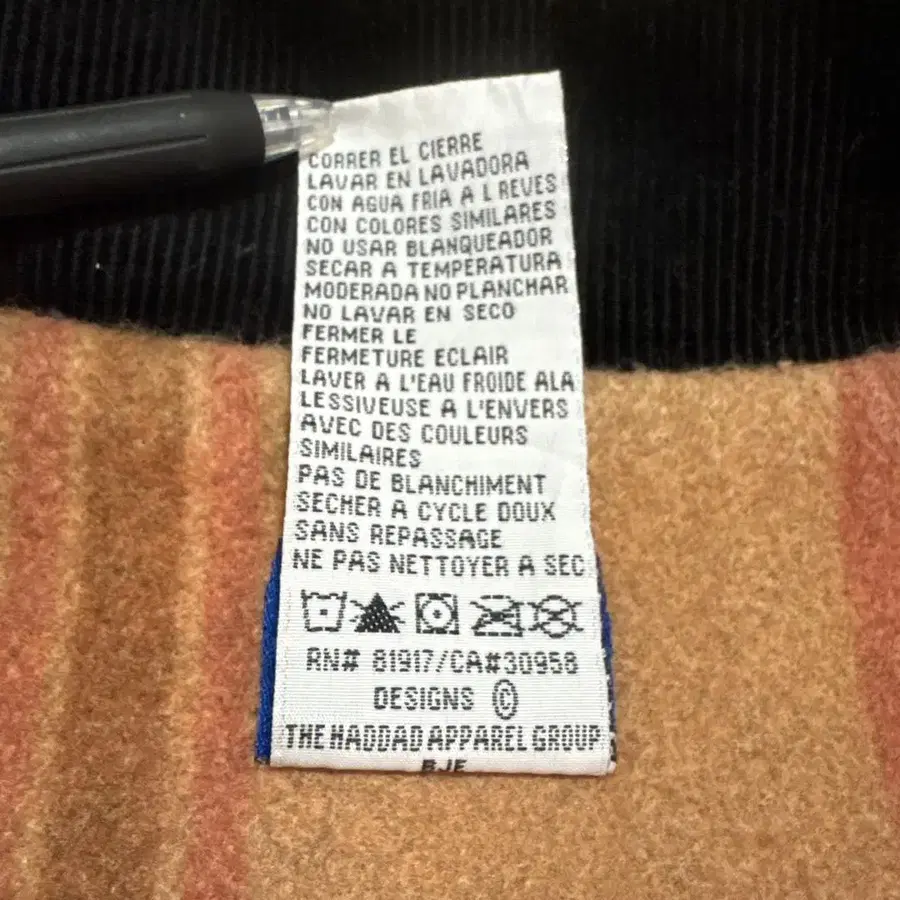 CORRER EL CIERRE
LAVAR EN LAVADORA
CON AGUA FRIA A L REVES
CON COLORES SIMILARES
NO USAR BLANQUEADOR
SECAR A TEMPERATURA
MODERADA NO PLANCHAR
NO LAVAR EN SECO
FERMER LE
FERMETURE ECLAIR
LAVER A L'EAU FROIDE ALA
LESSIVEUSE A L'ENVERS
AVEC DES COULEURS
SIMILAIRES
PAS DE BLANCHIMENT
SECHER A CYCLE DOUX
SANS REPASSAGE
NE PAS NETTOYER A SEC
RN# 81917/CA#30958
DESIGNS ©
THE HADDAD APPAREL GROUP
BJE